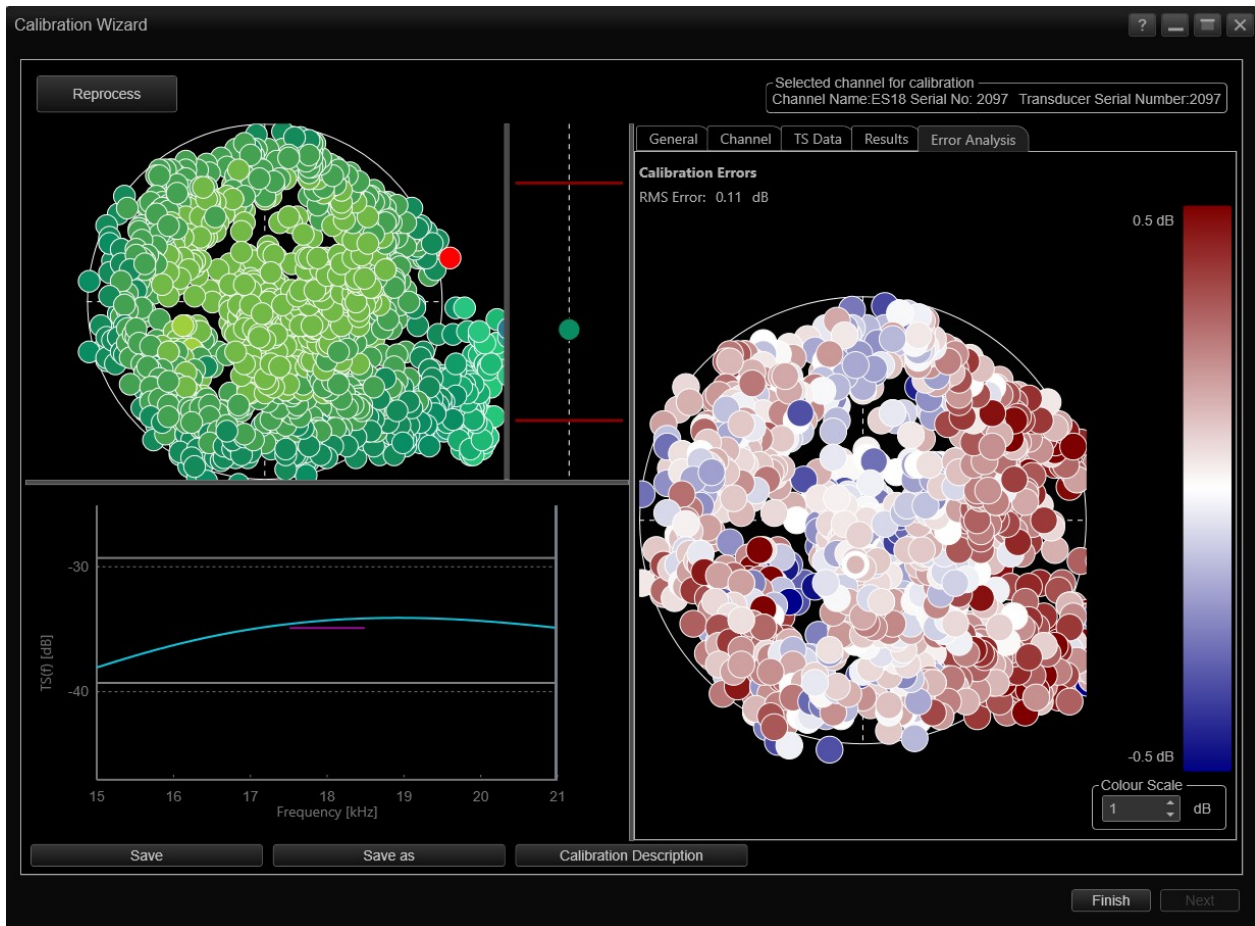 Calibration Wizard
?
Reprocess
Selected channel for calibration
Channel Name:ES18 Serial No: 2097 Transducer Serial Number:2097
General Channel TS Data Results Error Analysis
Calibration Errors
RMS Error: 0.11 dB
0.5 dB
-0.5 dB
Colour Scale
1 dB
TS(f) [dB]
-30
-40
15 16 17 18 19 20 21
Frequency [kHz]
Save Save as Calibration Description
Finish Next